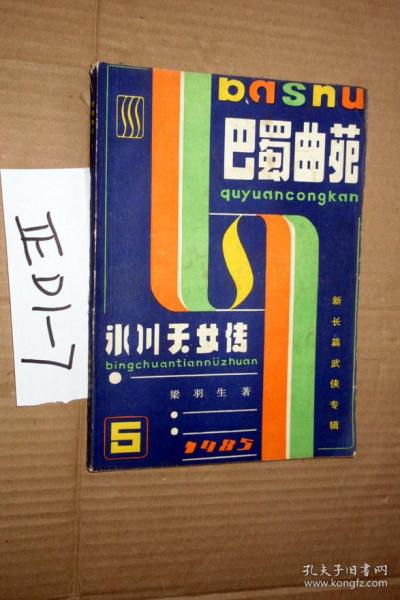 bashu
巴蜀曲苑
quyuancongkan
冰川天女传
bingchuantiannüzhuan
梁羽生著
新长篇武侠专辑
5
1985
正D1-7
孔夫子旧书网
www.kongfz.com